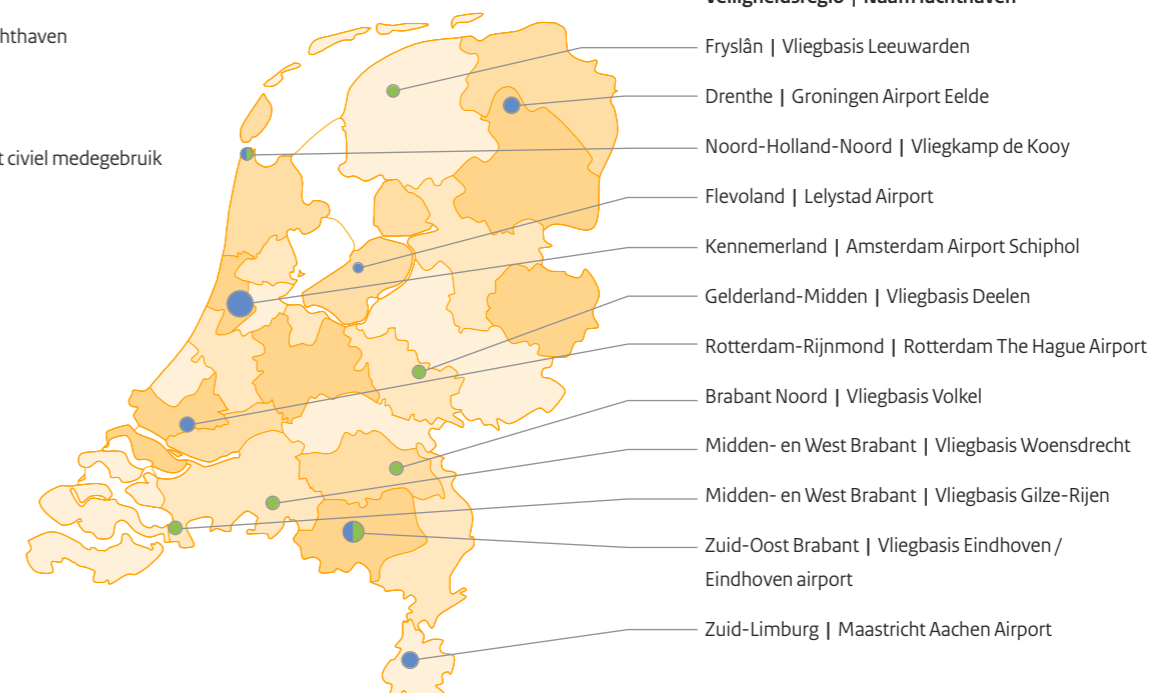 Veiligheidsregio | Naam luchthaven
hthaven
Fryslân | Vliegbasis Leeuwarden
Drenthe | Groningen Airport Eelde
Noord-Holland-Noord | Vliegkamp de Kooy
t civiel medegebruik
Flevoland | Lelystad Airport
Kennemerland | Amsterdam Airport Schiphol
Gelderland-Midden | Vliegbasis Deelen
Rotterdam-Rijnmond | Rotterdam The Hague Airport
Brabant Noord | Vliegbasis Volkel
Midden- en West Brabant | Vliegbasis Woensdrecht
Midden- en West Brabant | Vliegbasis Gilze-Rijen
Zuid-Oost Brabant | Vliegbasis Eindhoven /
Eindhoven airport
Zuid-Limburg | Maastricht Aachen Airport